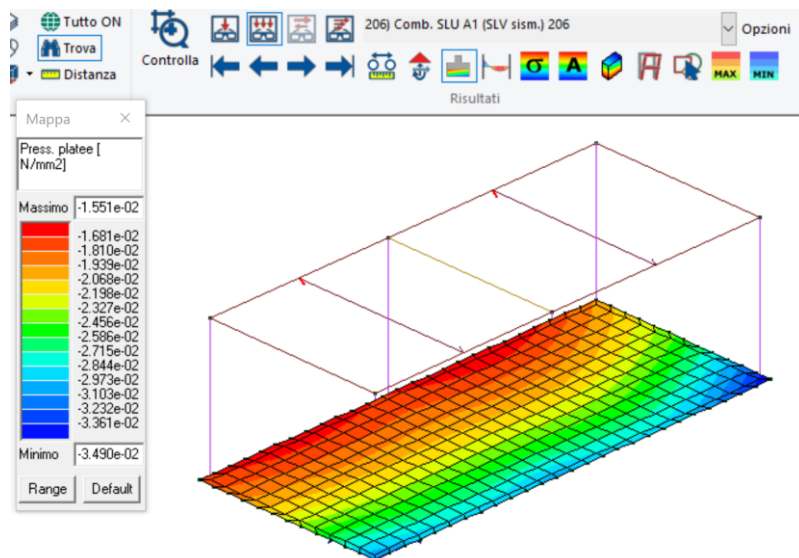 Tutto ON
Trova
Distanza
Controlla
206) Comb. SLU A1 (SLV sism.) 206
Opzioni
σ
A
MAX
MIN
Risultati
Mappa
Press. platee [
N/mm2]
Massimo -1.551e-02
-1.681e-02
-1.810e-02
-1.939e-02
-2.068e-02
-2.198e-02
-2.327e-02
-2.456e-02
-2.586e-02
-2.715e-02
-2.844e-02
-2.973e-02
-3.103e-02
-3.232e-02
-3.361e-02
Minimo -3.490e-02
Range Default